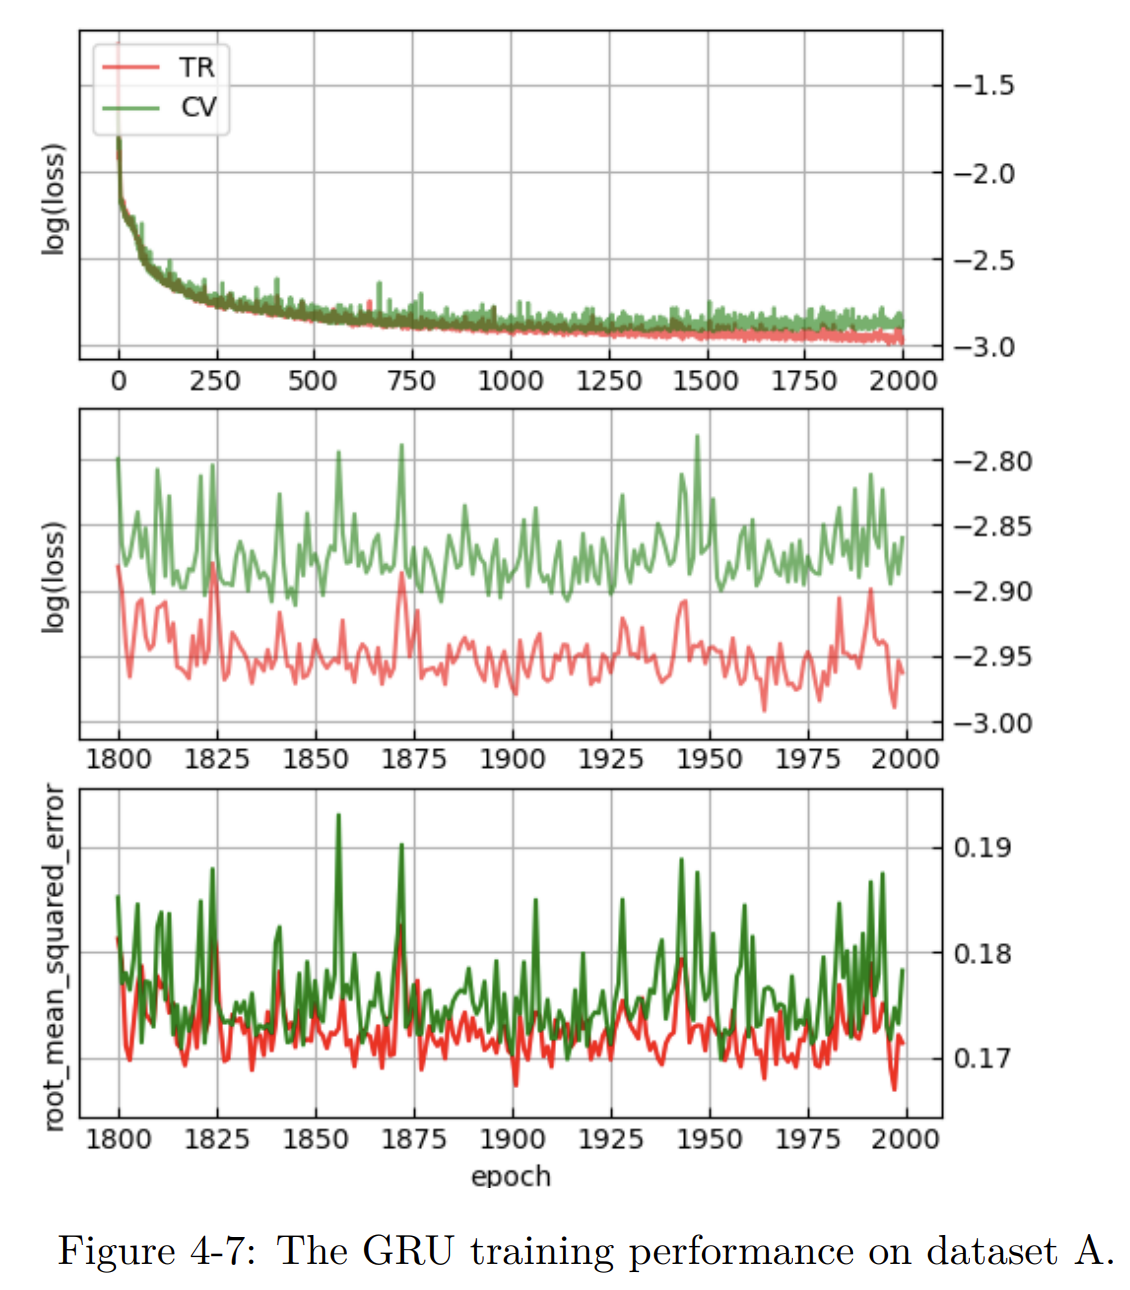 TR
CV
log(loss)
−1.5
−2.0
−2.5
−3.0
0 250 500 750 1000 1250 1500 1750 2000
log(loss)
−2.80
−2.85
−2.90
−2.95
−3.00
1800 1825 1850 1875 1900 1925 1950 1975 2000
root_mean_squared_error
0.19
0.18
0.17
1800 1825 1850 1875 1900 1925 1950 1975 2000
epoch
Figure 4-7: The GRU training performance on dataset A.